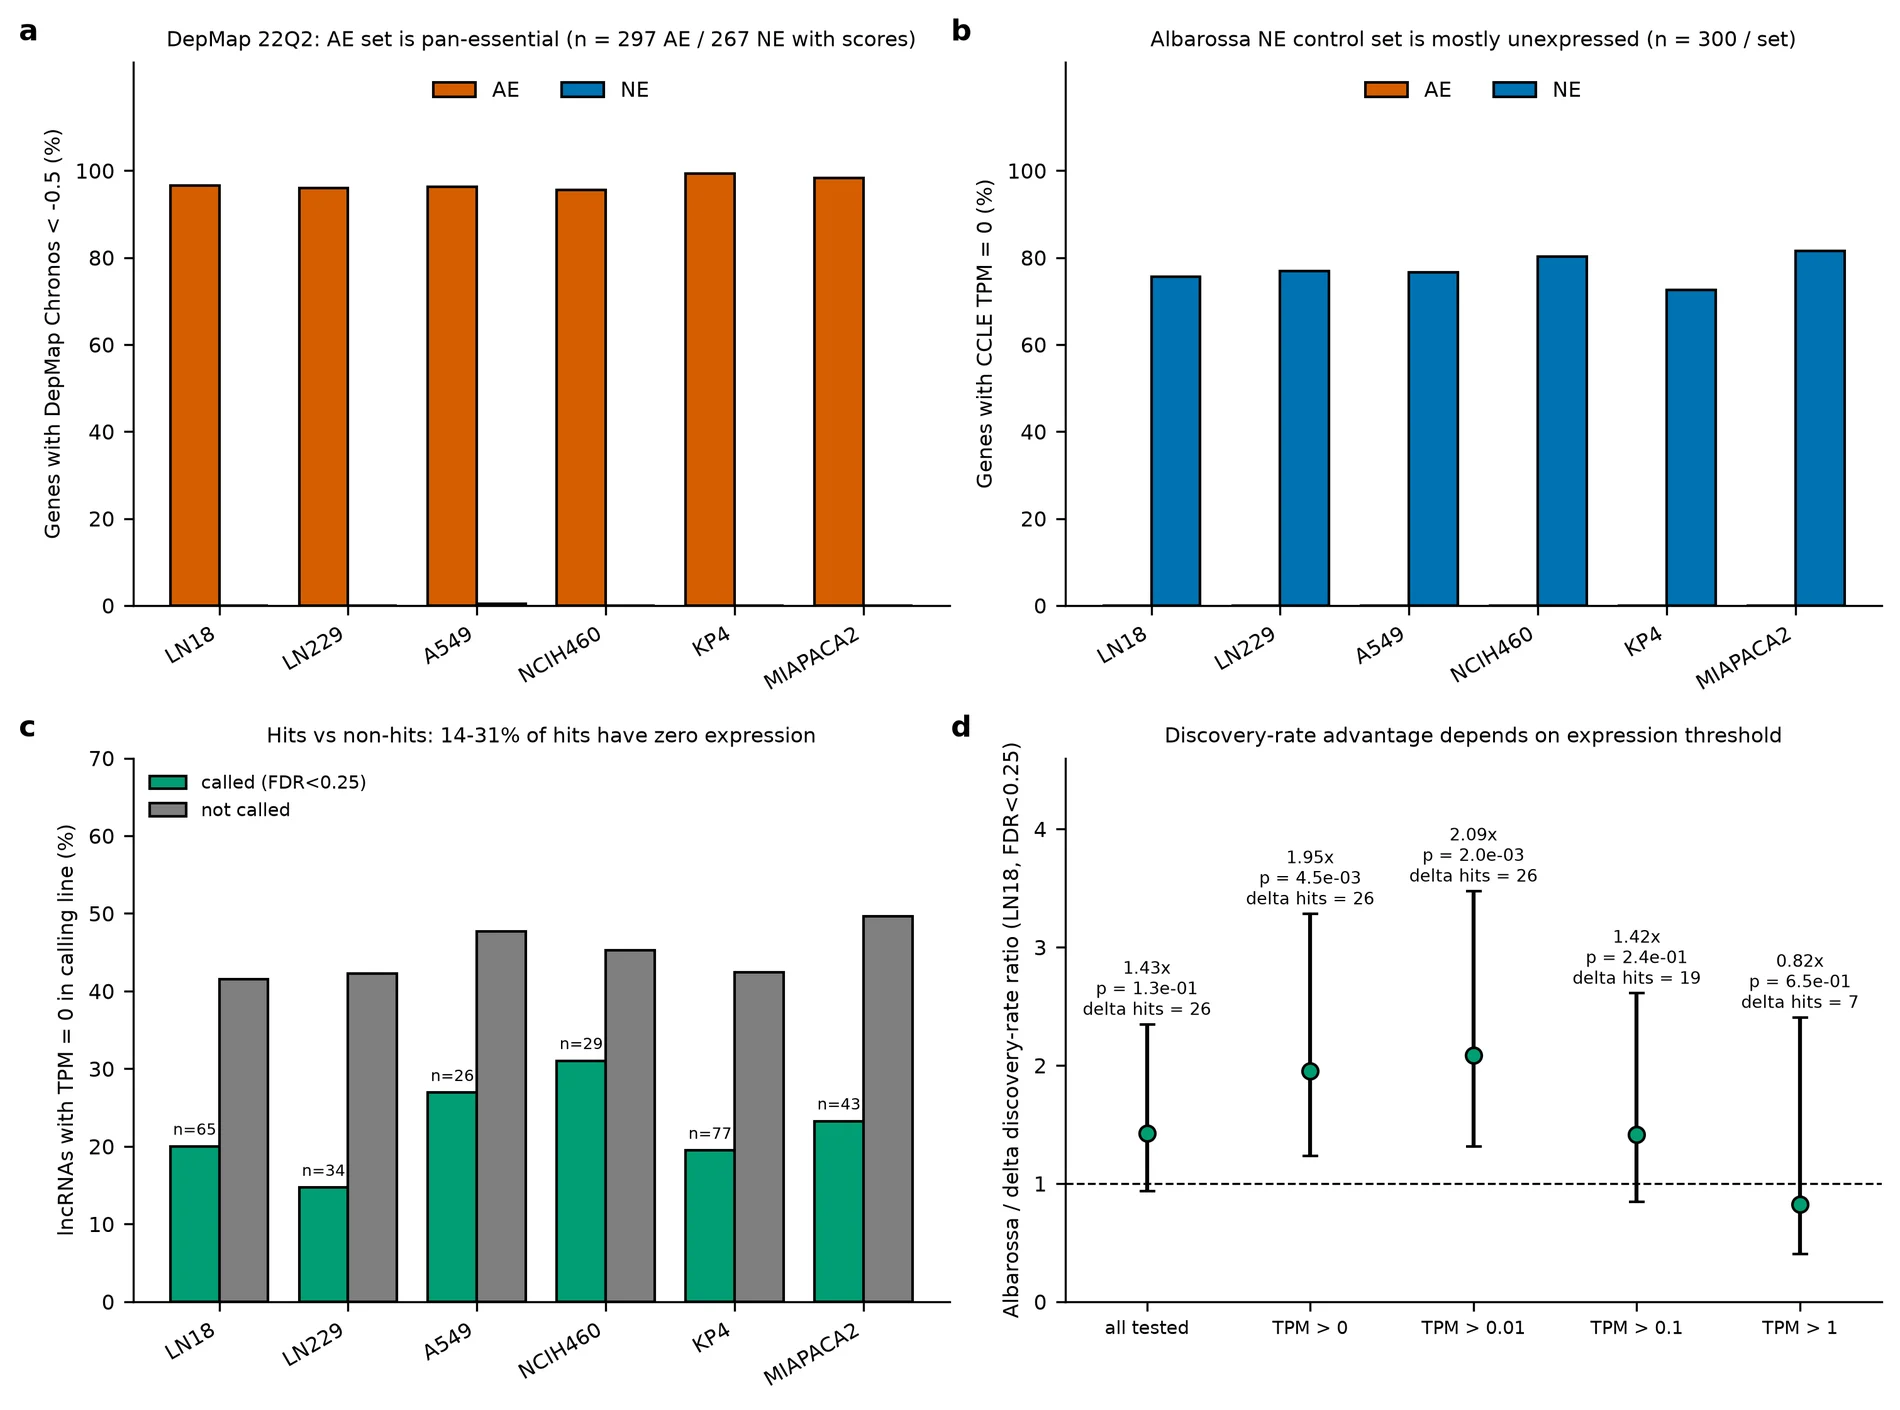 a
DepMap 22Q2: AE set is pan-essential (n = 297 AE / 267 NE with scores)
AE
NE
Genes with DepMap Chronos < -0.5 (%)
100
80
60
40
20
0
LN18
LN229
A549
NCIH460
KP4
MIAPACA2
b
Albarossa NE control set is mostly unexpressed (n = 300 / set)
AE
NE
Genes with CCLE TPM = 0 (%)
100
80
60
40
20
0
LN18
LN229
A549
NCIH460
KP4
MIAPACA2
c
Hits vs non-hits: 14-31% of hits have zero expression
called (FDR<0.25)
not called
lncRNAs with TPM = 0 in calling line (%)
70
60
50
40
30
20
10
0
n=65
n=34
n=26
n=29
n=77
n=43
LN18
LN229
A549
NCIH460
KP4
MIAPACA2
d
Discovery-rate advantage depends on expression threshold
Albarossa / delta discovery-rate ratio (LN18, FDR<0.25)
4
3
2
1
0
1.43x
p = 1.3e-01
delta hits = 26
1.95x
p = 4.5e-03
delta hits = 26
2.09x
p = 2.0e-03
delta hits = 26
1.42x
p = 2.4e-01
delta hits = 19
0.82x
p = 6.5e-01
delta hits = 7
all tested
TPM > 0
TPM > 0.01
TPM > 0.1
TPM > 1